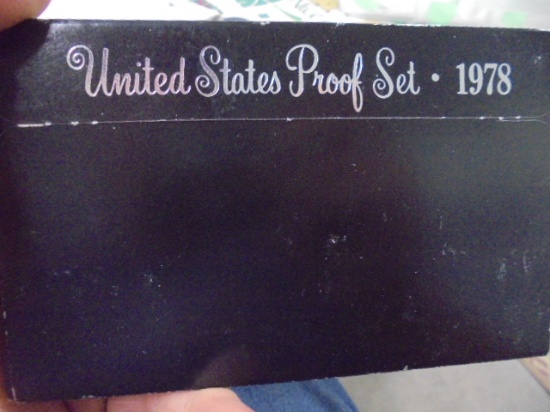 United States Proof Set · 1978